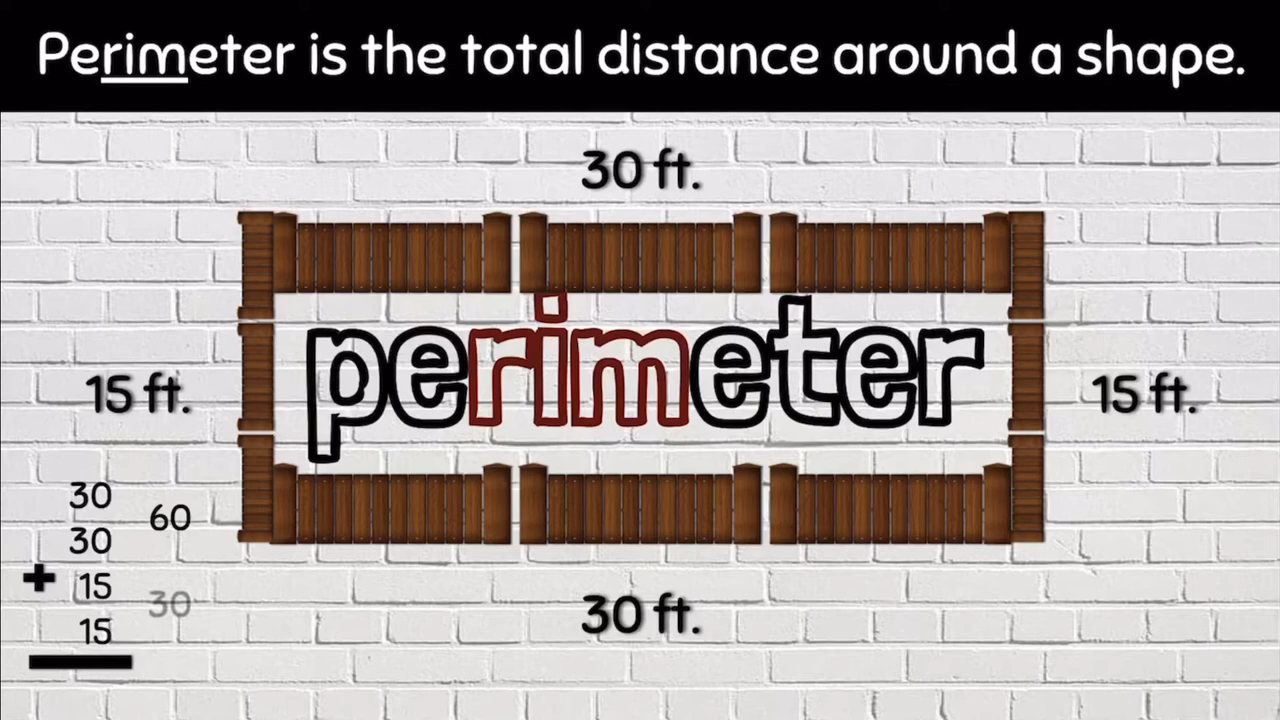 Perimeter is the total distance around a shape.
30 ft.
perimeter
15 ft.
15 ft.
30
60
30
+
15
30
15
30 ft.